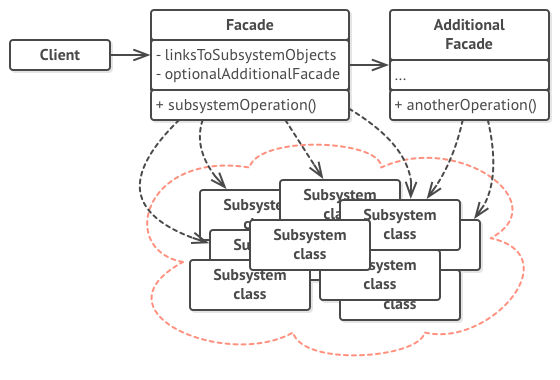 Client
Facade
- linksToSubsystemObjects
- optionalAdditionalFacade
+ subsystemOperation()
Additional
Facade
...
+ anotherOperation()
Subsystem
class
Subsystem
class
Subsystem
class
Subsystem
class
Subsystem
class
class